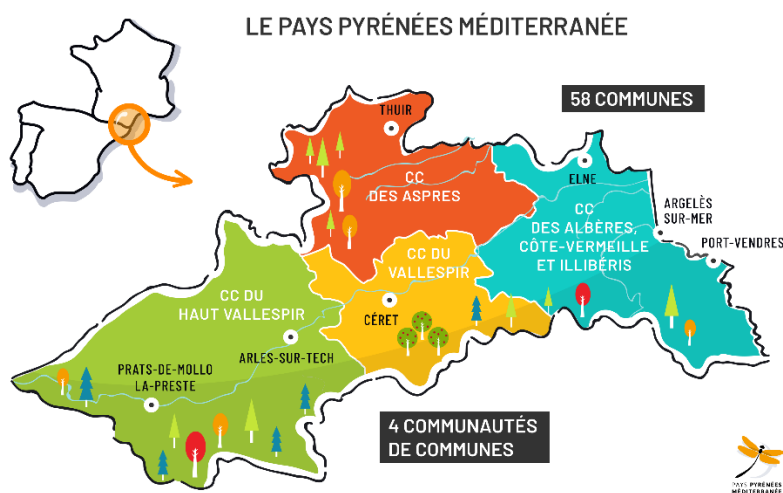 LE PAYS PYRÉNÉES MÉDITERRANÉE
58 COMMUNES
THUIR
CC
DES ASPRES
ELNE
CC
DES ALBÈRES,
CÔTE-VERMEILLE
ET ILLIBÉRIS
ARGELÈS
SUR-MER
PORT-VENDRES
CC DU
VALLESPIR
CÉRET
CC DU
HAUT VALLESPIR
ARLES-SUR-TECH
PRATS-DE-MOLLO
LA-PRESTE
4 COMMUNAUTÉS
DE COMMUNES
PAYS PYRÉNÉES
MÉDITERRANÉE